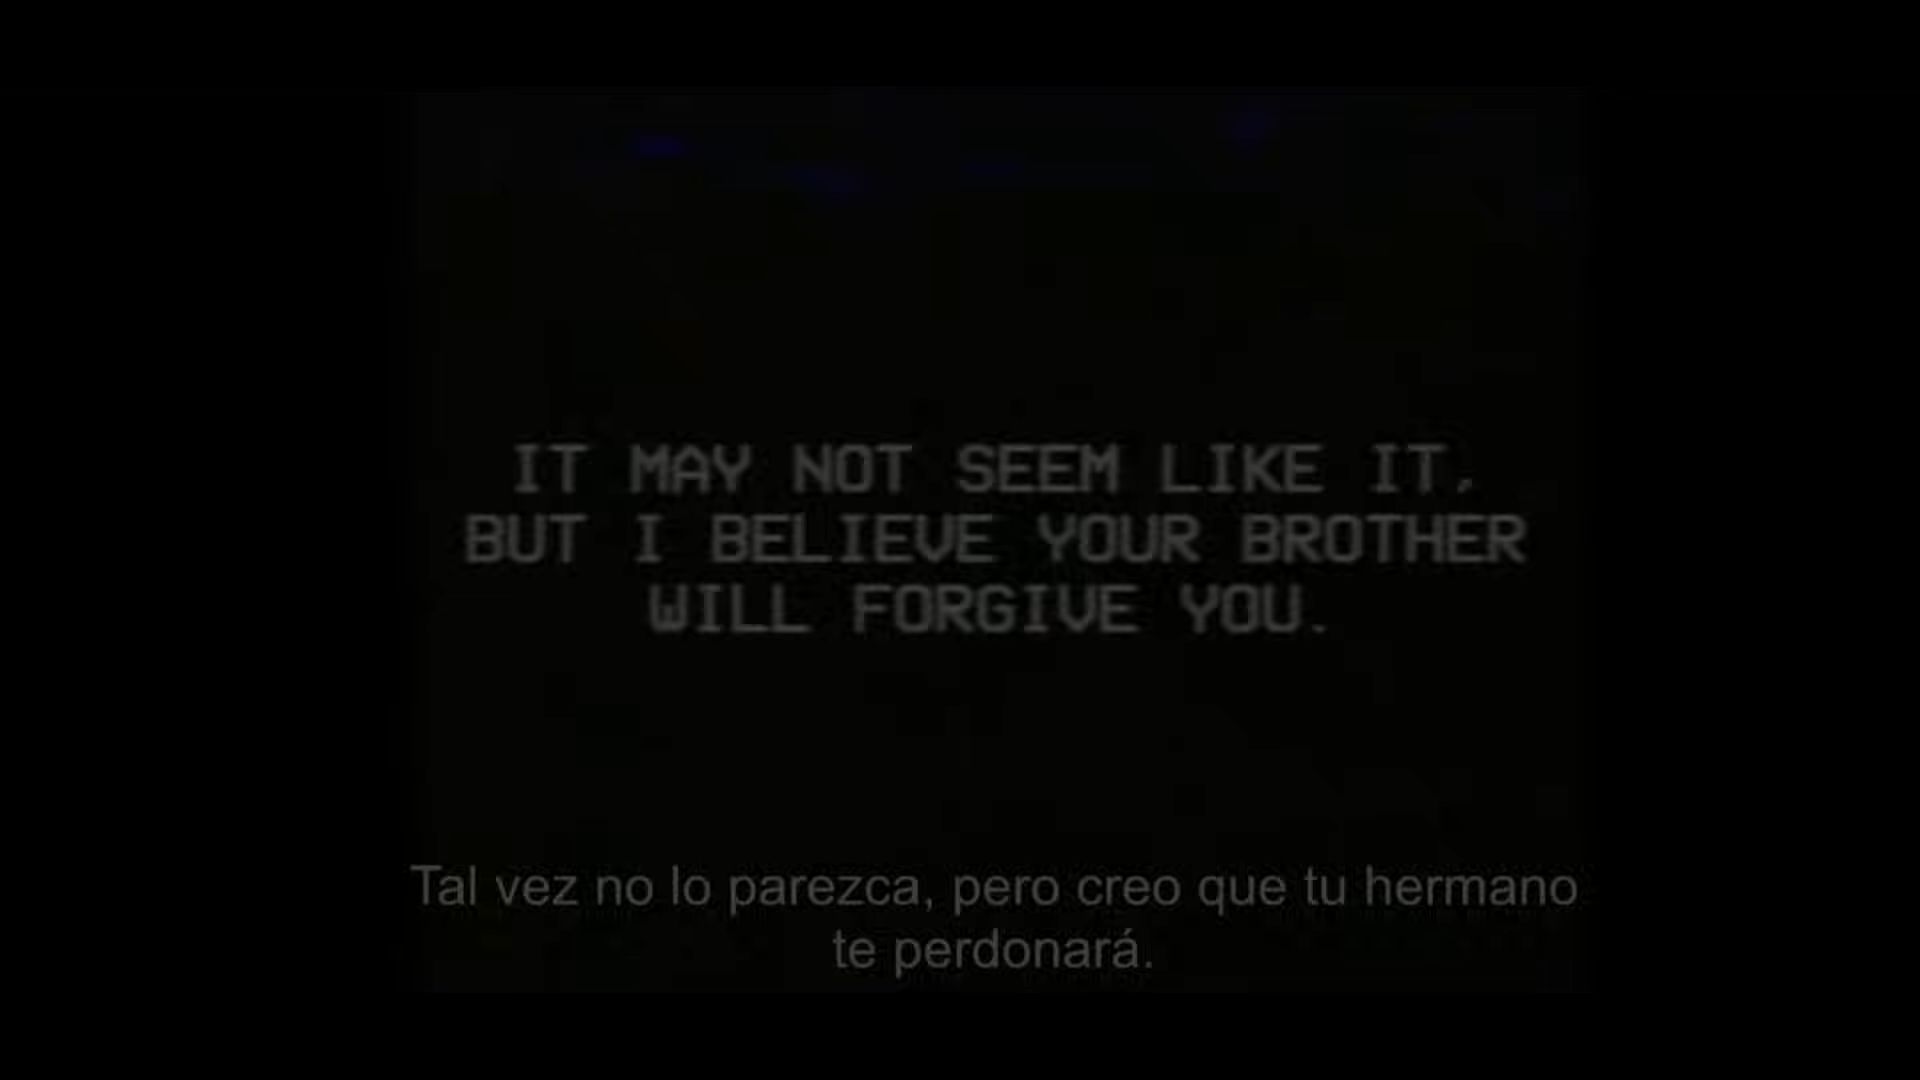 IT MAY NOT SEEM LIKE IT,
BUT I BELIEVE YOUR BROTHER
WILL FORGIVE YOU.
Tal vez no lo parezca, pero creo que tu hermano
te perdonará.